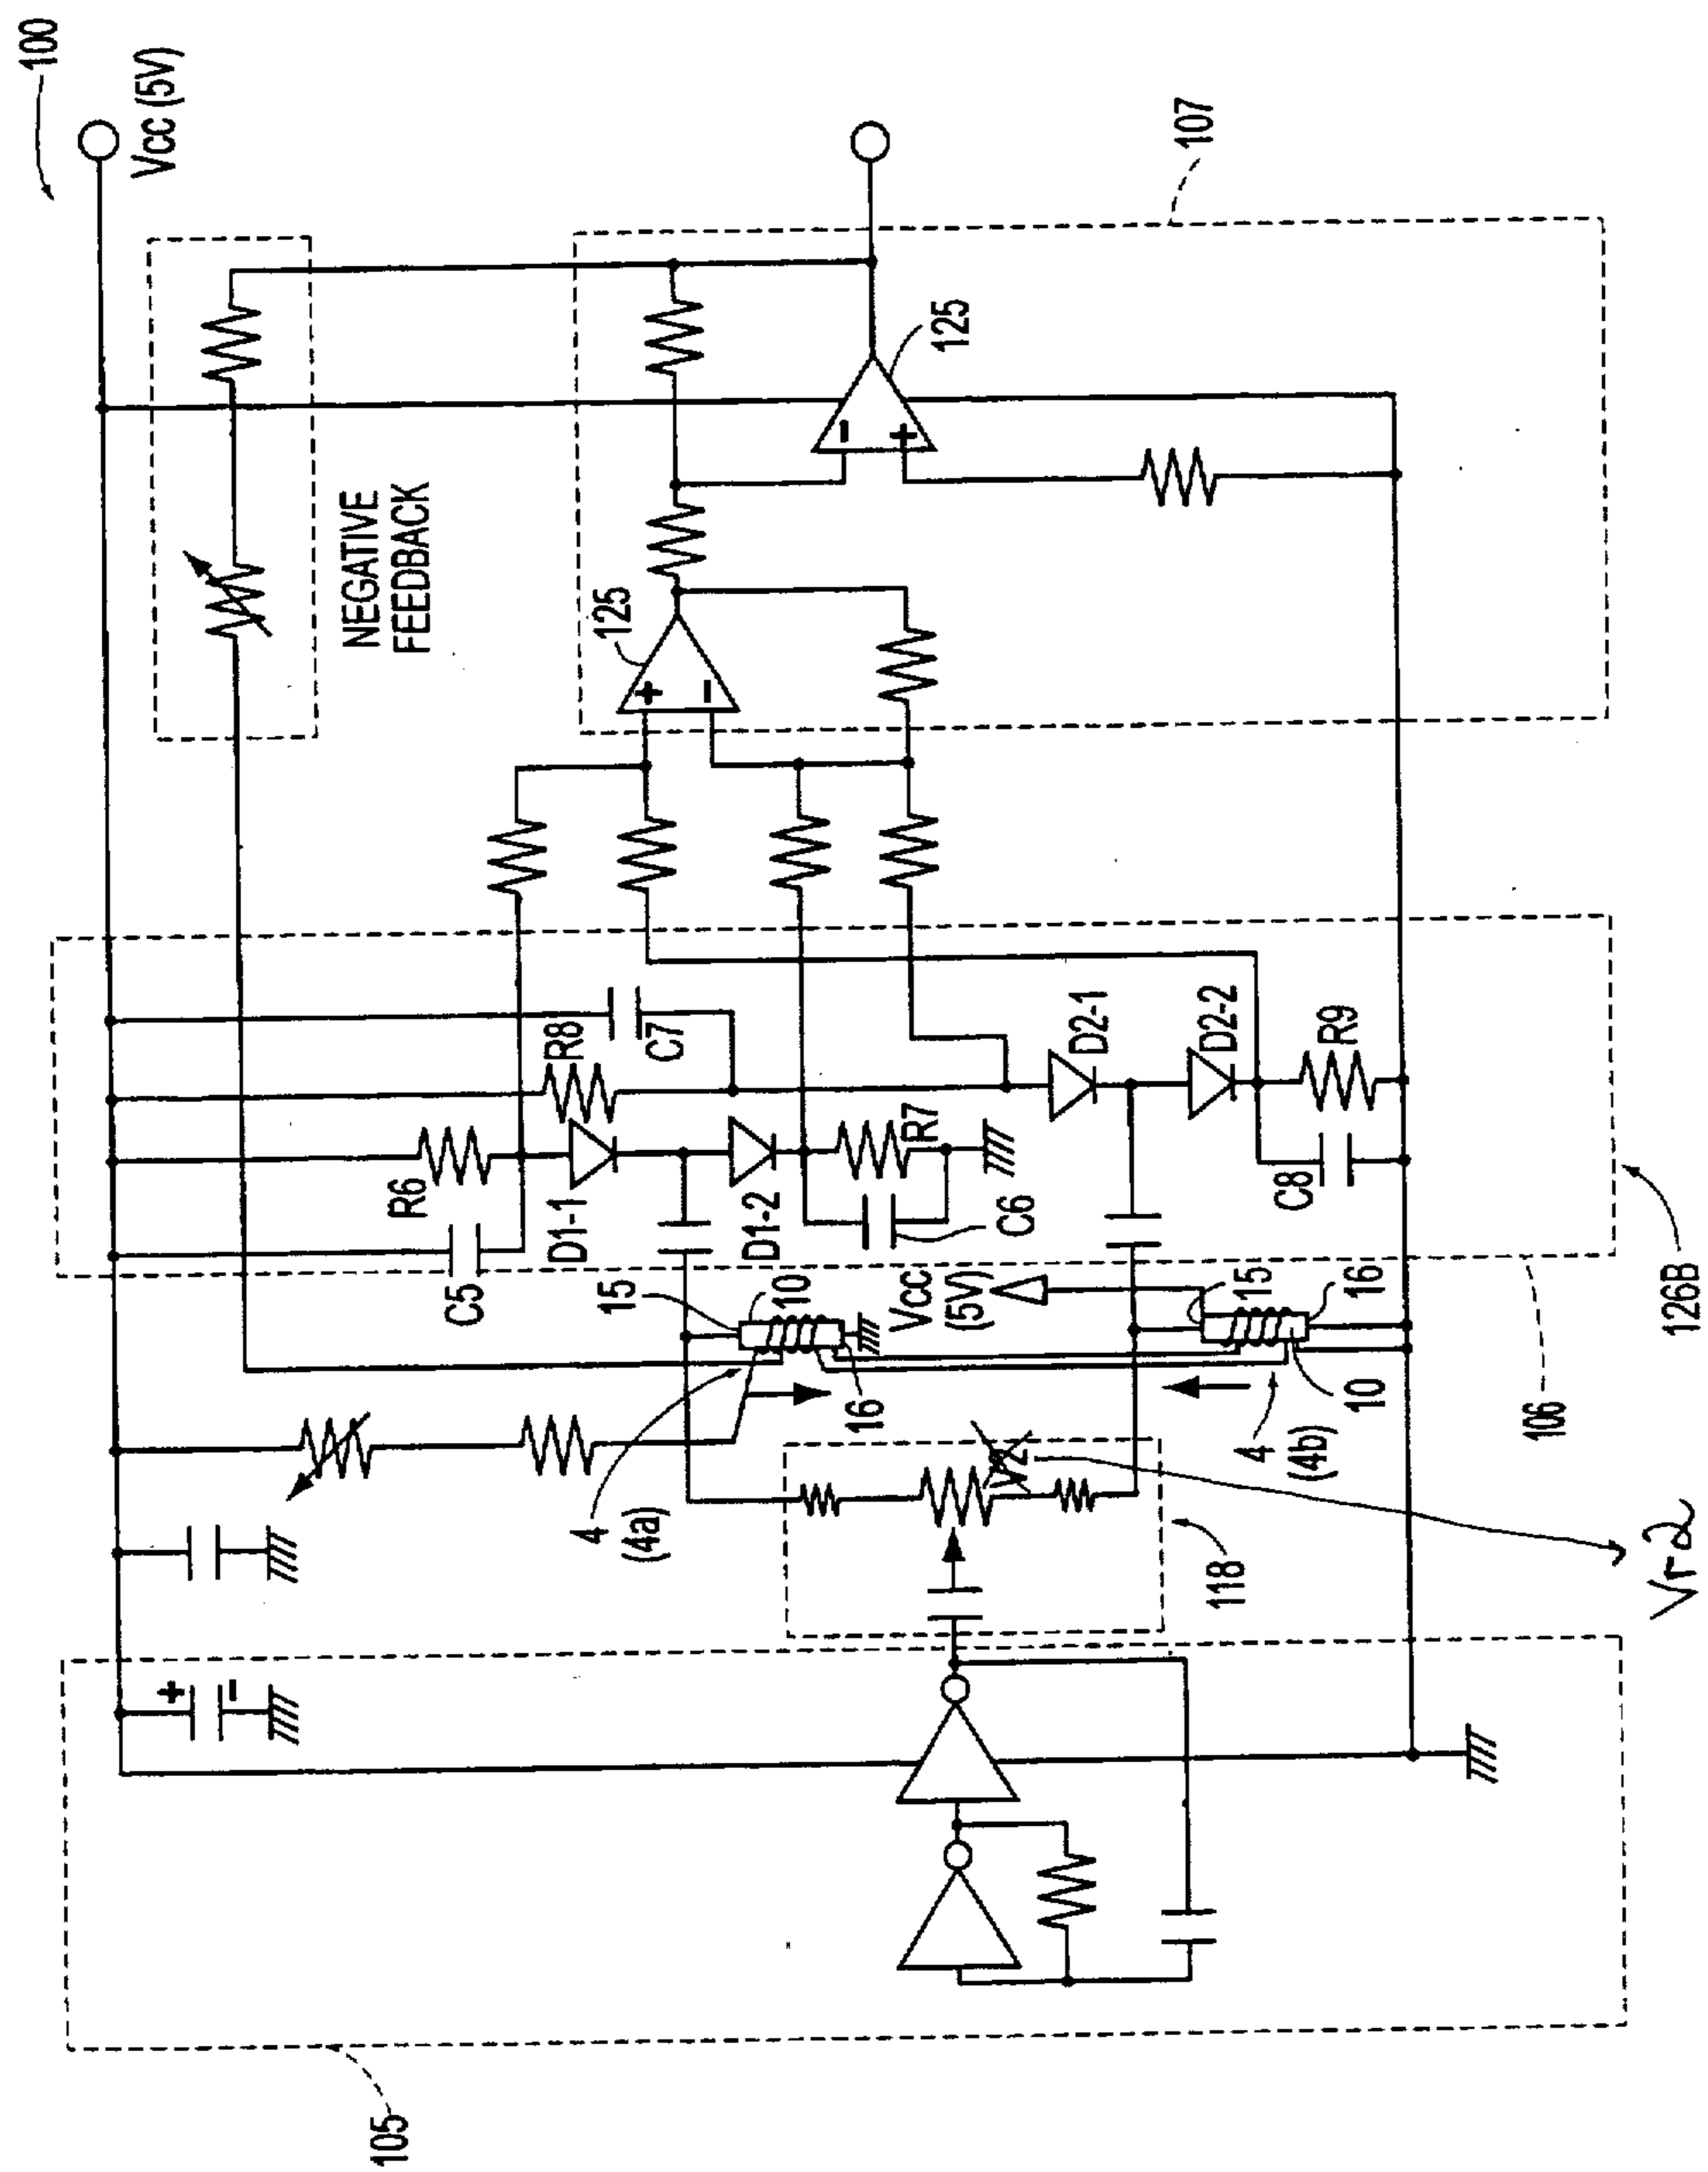 100
Vcc (5V)
107
125
NEGATIVE
FEEDBACK
125
+
−
−
+
R8
C7
R6
D1-1
D1-2
R7
C6
C5
D2-1
D2-2
R9
C8
126B
106
15
10
16
Vcc
(5V)
15
16
10
4
(4a)
4
(4b)
118
Vr2
+
−
105